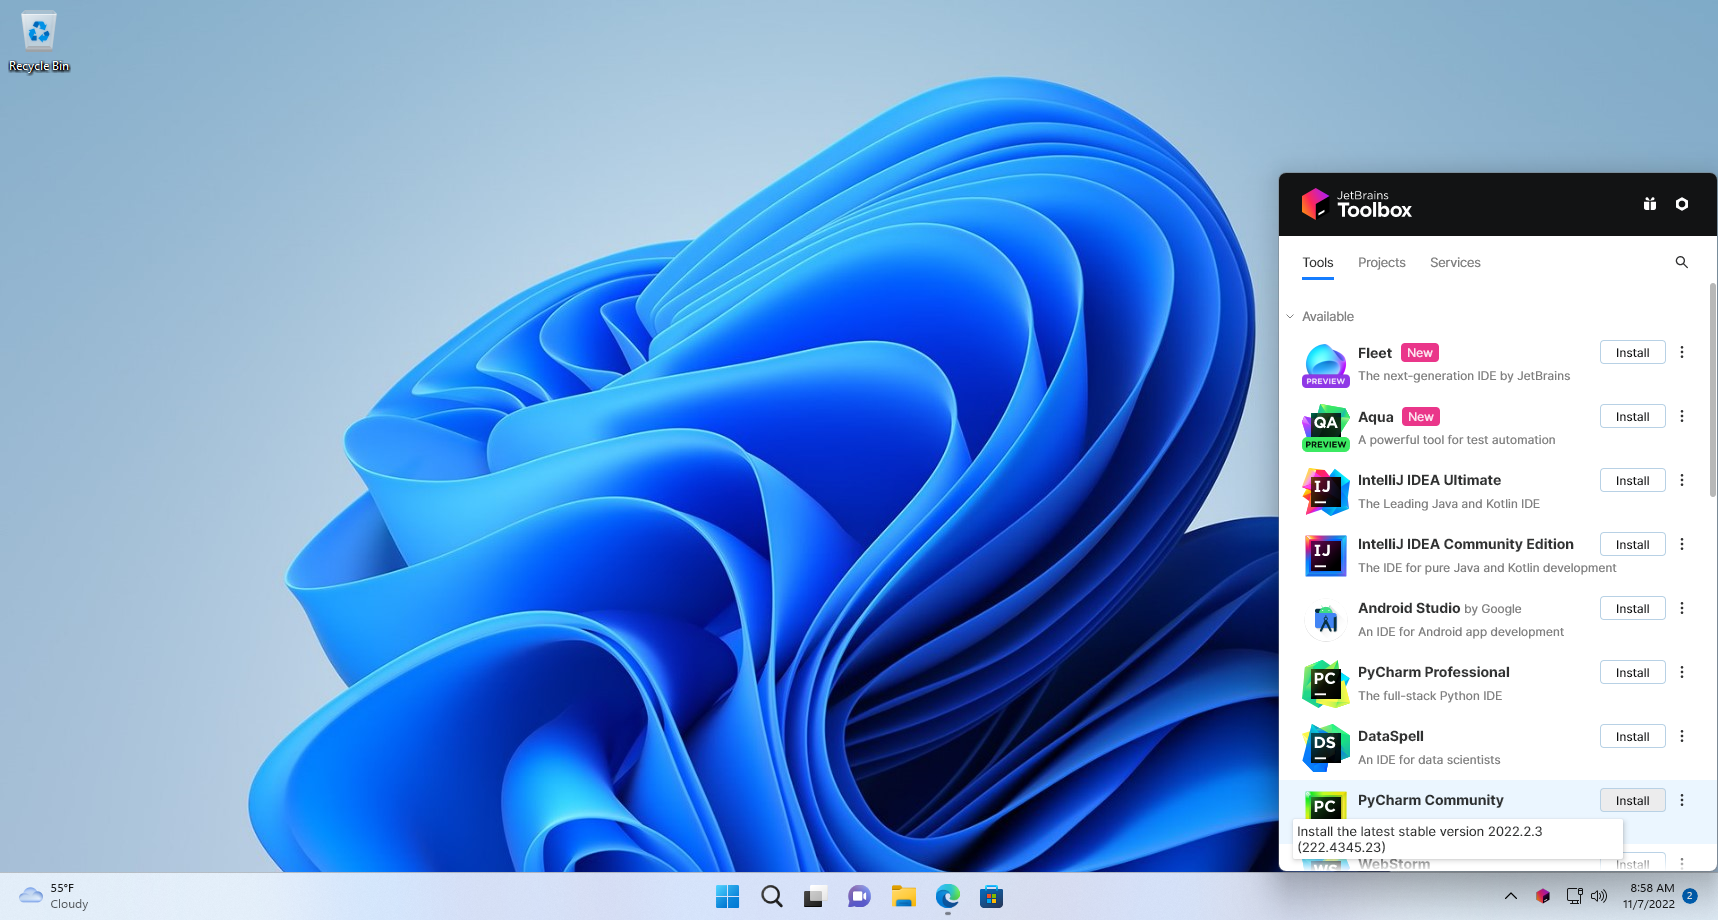 Recycle Bin
JetBrains
Toolbox
Tools Projects Services
Available
Fleet New Install
The next-generation IDE by JetBrains
PREVIEW
QA
Aqua New Install
A powerful tool for test automation
PREVIEW
IJ
IntelliJ IDEA Ultimate Install
The Leading Java and Kotlin IDE
IJ
IntelliJ IDEA Community Edition Install
The IDE for pure Java and Kotlin development
Android Studio by Google Install
An IDE for Android app development
PC
PyCharm Professional Install
The full-stack Python IDE
DS
DataSpell Install
An IDE for data scientists
PC
PyCharm Community Install
Install the latest stable version 2022.2.3
(222.4345.23)
WebStorm Install
55°F
Cloudy
8:58 AM
11/7/2022
2